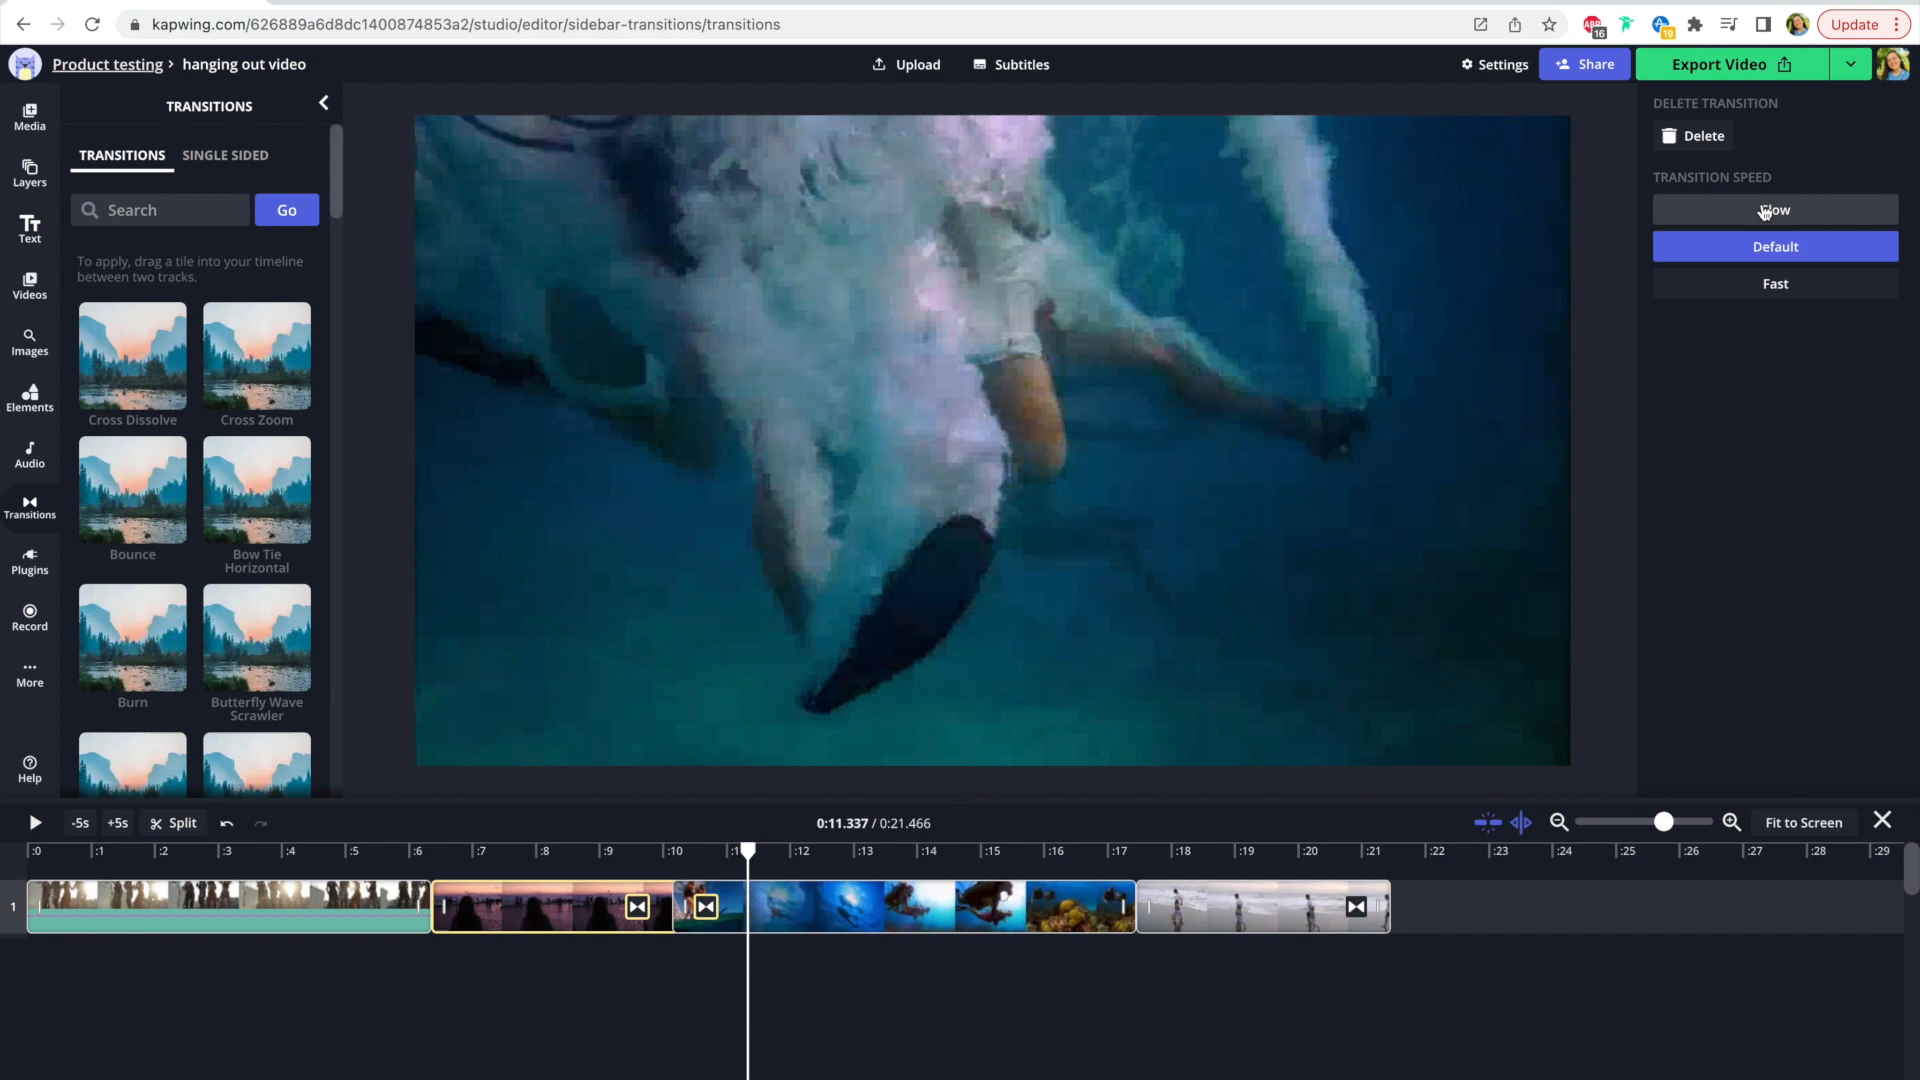 kapwing.com/626889a6d8dc1400874853a2/studio/editor/sidebar-transitions/transitions
16
19
Update
Product testing > hanging out video
Upload
Subtitles
Settings
Share
Export Video
Media
Layers
Text
Videos
Images
Elements
Audio
Transitions
Plugins
Record
More
Help
TRANSITIONS
TRANSITIONS SINGLE SIDED
Search
Go
To apply, drag a tile into your timeline
between two tracks.
Cross Dissolve
Cross Zoom
Bounce
Bow Tie
Horizontal
Burn
Butterfly Wave
Scrawler
DELETE TRANSITION
Delete
TRANSITION SPEED
Default
Fast
-5s +5s Split
0:11.337 / 0:21.466
Fit to Screen
:0 :1 :2 :3 :4 :5 :6 :7 :8 :9 :10 :12 :13 :14 :15 :16 :17 :18 :19 :20 :21 :22 :23 :24 :25 :26 :27 :28 :29
1